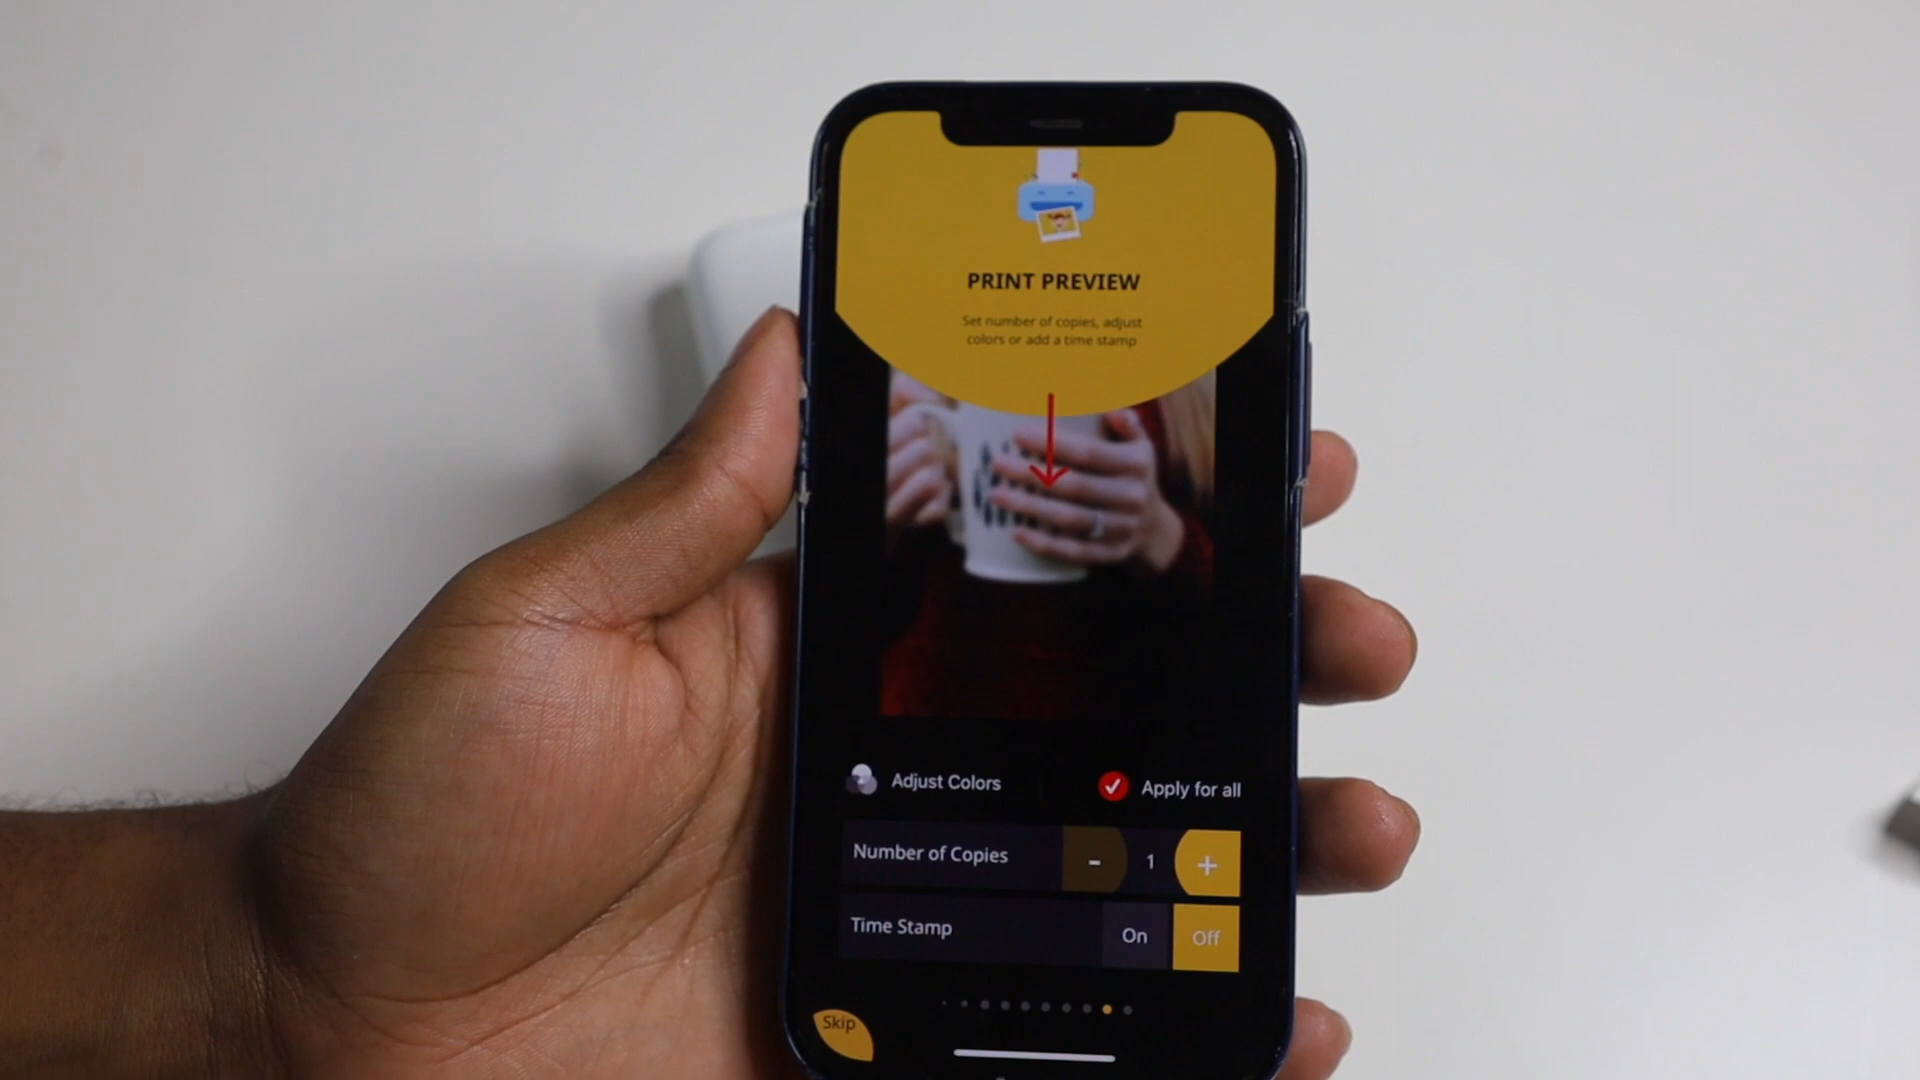 PRINT PREVIEW
Set number of copies, adjust
colors or add a time stamp
Adjust Colors
Apply for all
Number of Copies
- 1 +
Time Stamp
On Off
Skip